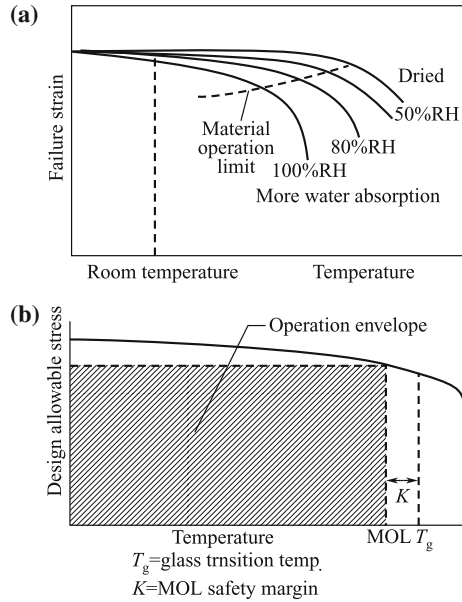 (a)
Failure strain
Dried
50%RH
80%RH
100%RH
Material
operation
limit
More water absorption
Room temperature
Temperature
(b)
Design allowable stress
Operation envelope
K
Temperature
MOL Tg
Tg=glass trnsition temp.
K=MOL safety margin